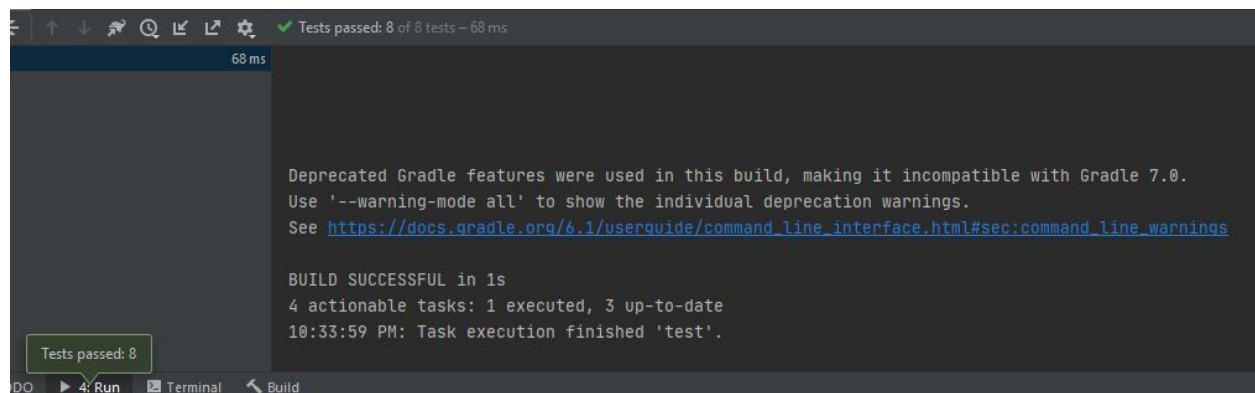 Tests passed: 8 of 8 tests – 68 ms
68 ms
Deprecated Gradle features were used in this build, making it incompatible with Gradle 7.0.
Use '--warning-mode all' to show the individual deprecation warnings.
See https://docs.gradle.org/6.1/userguide/command_line_interface.html#sec:command_line_warnings
BUILD SUCCESSFUL in 1s
4 actionable tasks: 1 executed, 3 up-to-date
10:33:59 PM: Task execution finished 'test'.
Tests passed: 8
ODO 4: Run Terminal Build